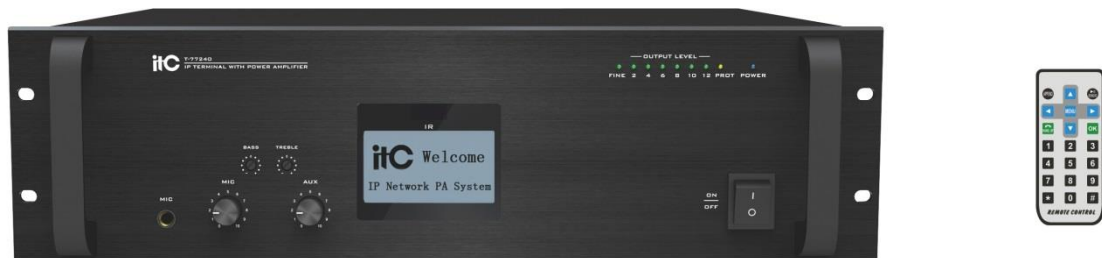 itC
T-7724D
IP TERMINAL WITH POWER AMPLIFIER
OUTPUT LEVEL
FINE 2 4 6 8 10 12 PROT POWER
IR
itC Welcome
IP Network PA System
BASS TREBLE
MIC AUX
MIC
ON
OFF
MENU
OK
1 2 3
4 5 6
7 8 9
* 0 #
REMOTE CONTROL